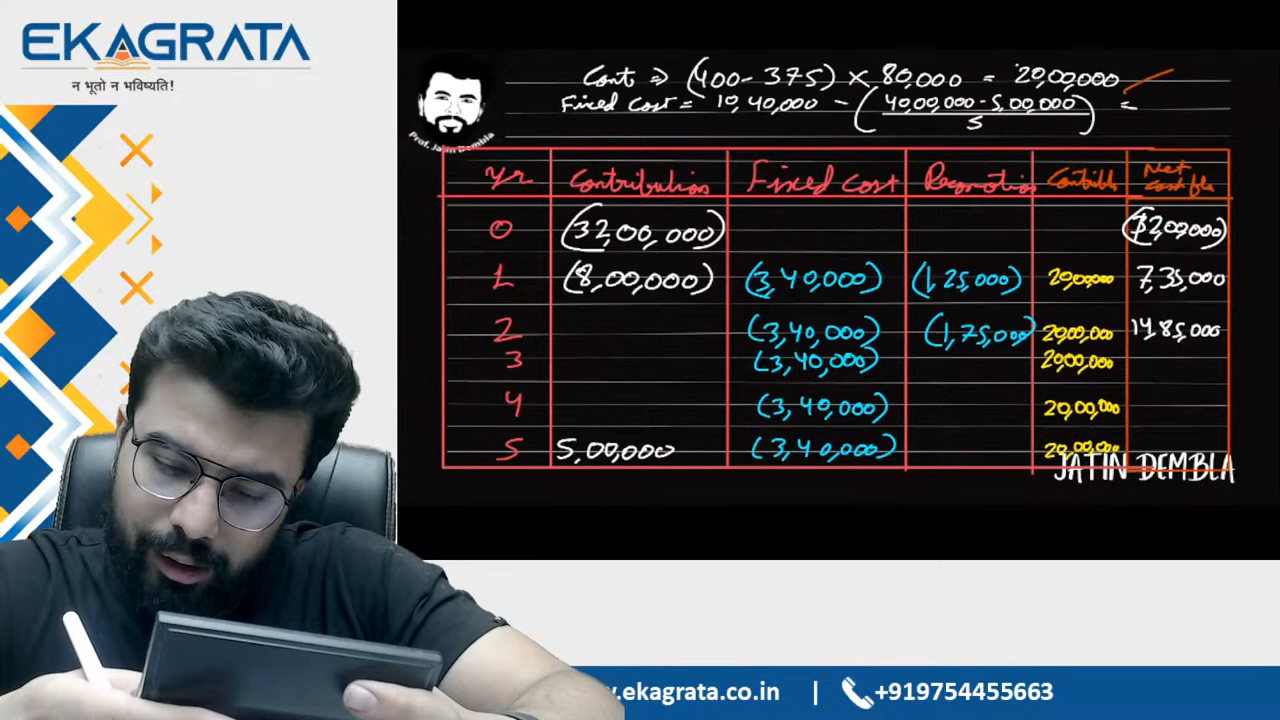 EKAGRATA
न भूतो न भविष्यति!
Prof. Jatin Dembla
Cont ⇒ (400 - 375) × 80,000 = 20,00,000
Fixed Cost = 10,40,000 - (40,00,000 - 5,00,000 / 5) =
Yr Contribution Fixed Cost Net
0 (32,00,000) (32,00,000)
1 (8,00,000) (3,40,000) (1,25,000) 20,00,000 7,35,000
2 (3,40,000) (1,75,000) 20,00,000 14,85,000
3 (3,40,000) 20,00,000
4 (3,40,000) 20,00,000
5 5,00,000 (3,40,000) 20,00,000
JATIN DEMBLA
.ekagrata.co.in | +919754455663